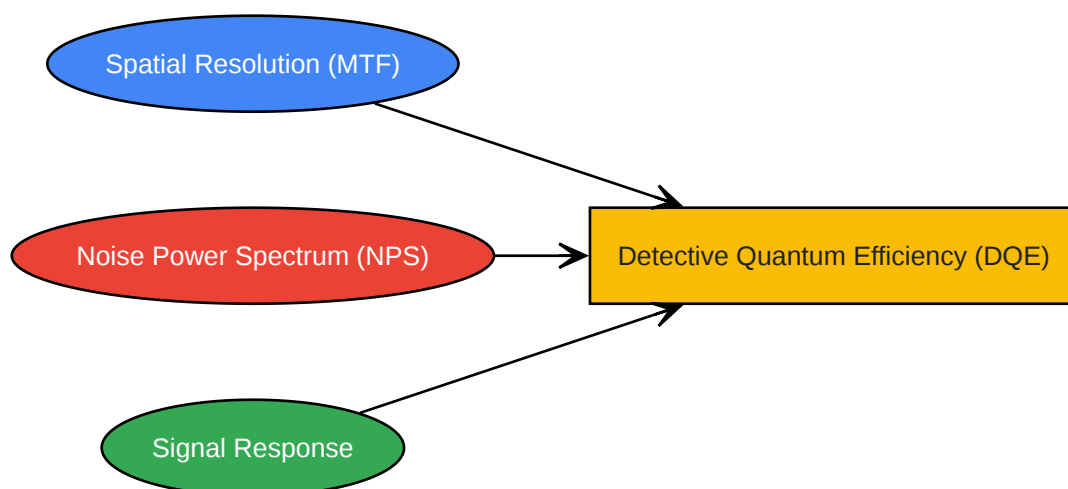 Spatial Resolution (MTF)
Noise Power Spectrum (NPS)
Detective Quantum Efficiency (DQE)
Signal Response